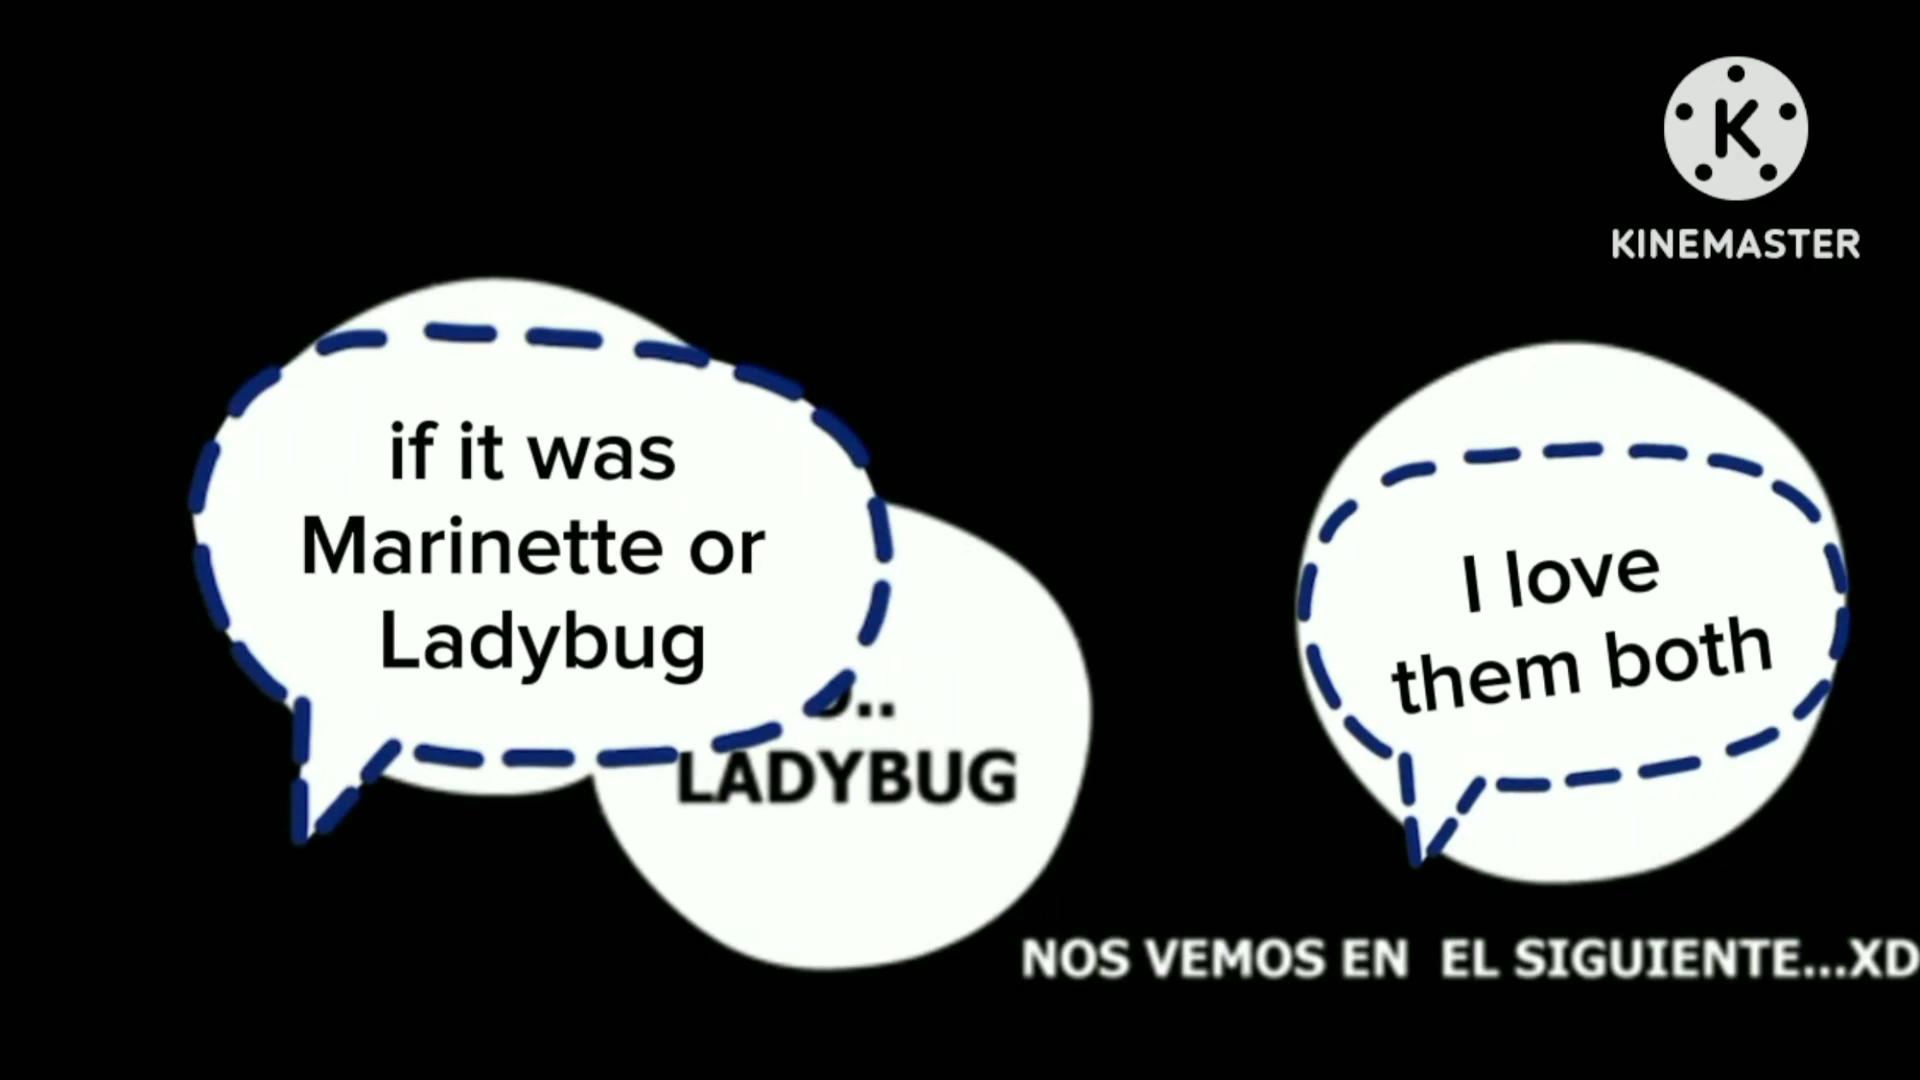 KINEMASTER
if it was
Marinette or
Ladybug
LADYBUG
I love
them both
NOS VEMOS EN EL SIGUIENTE...XD